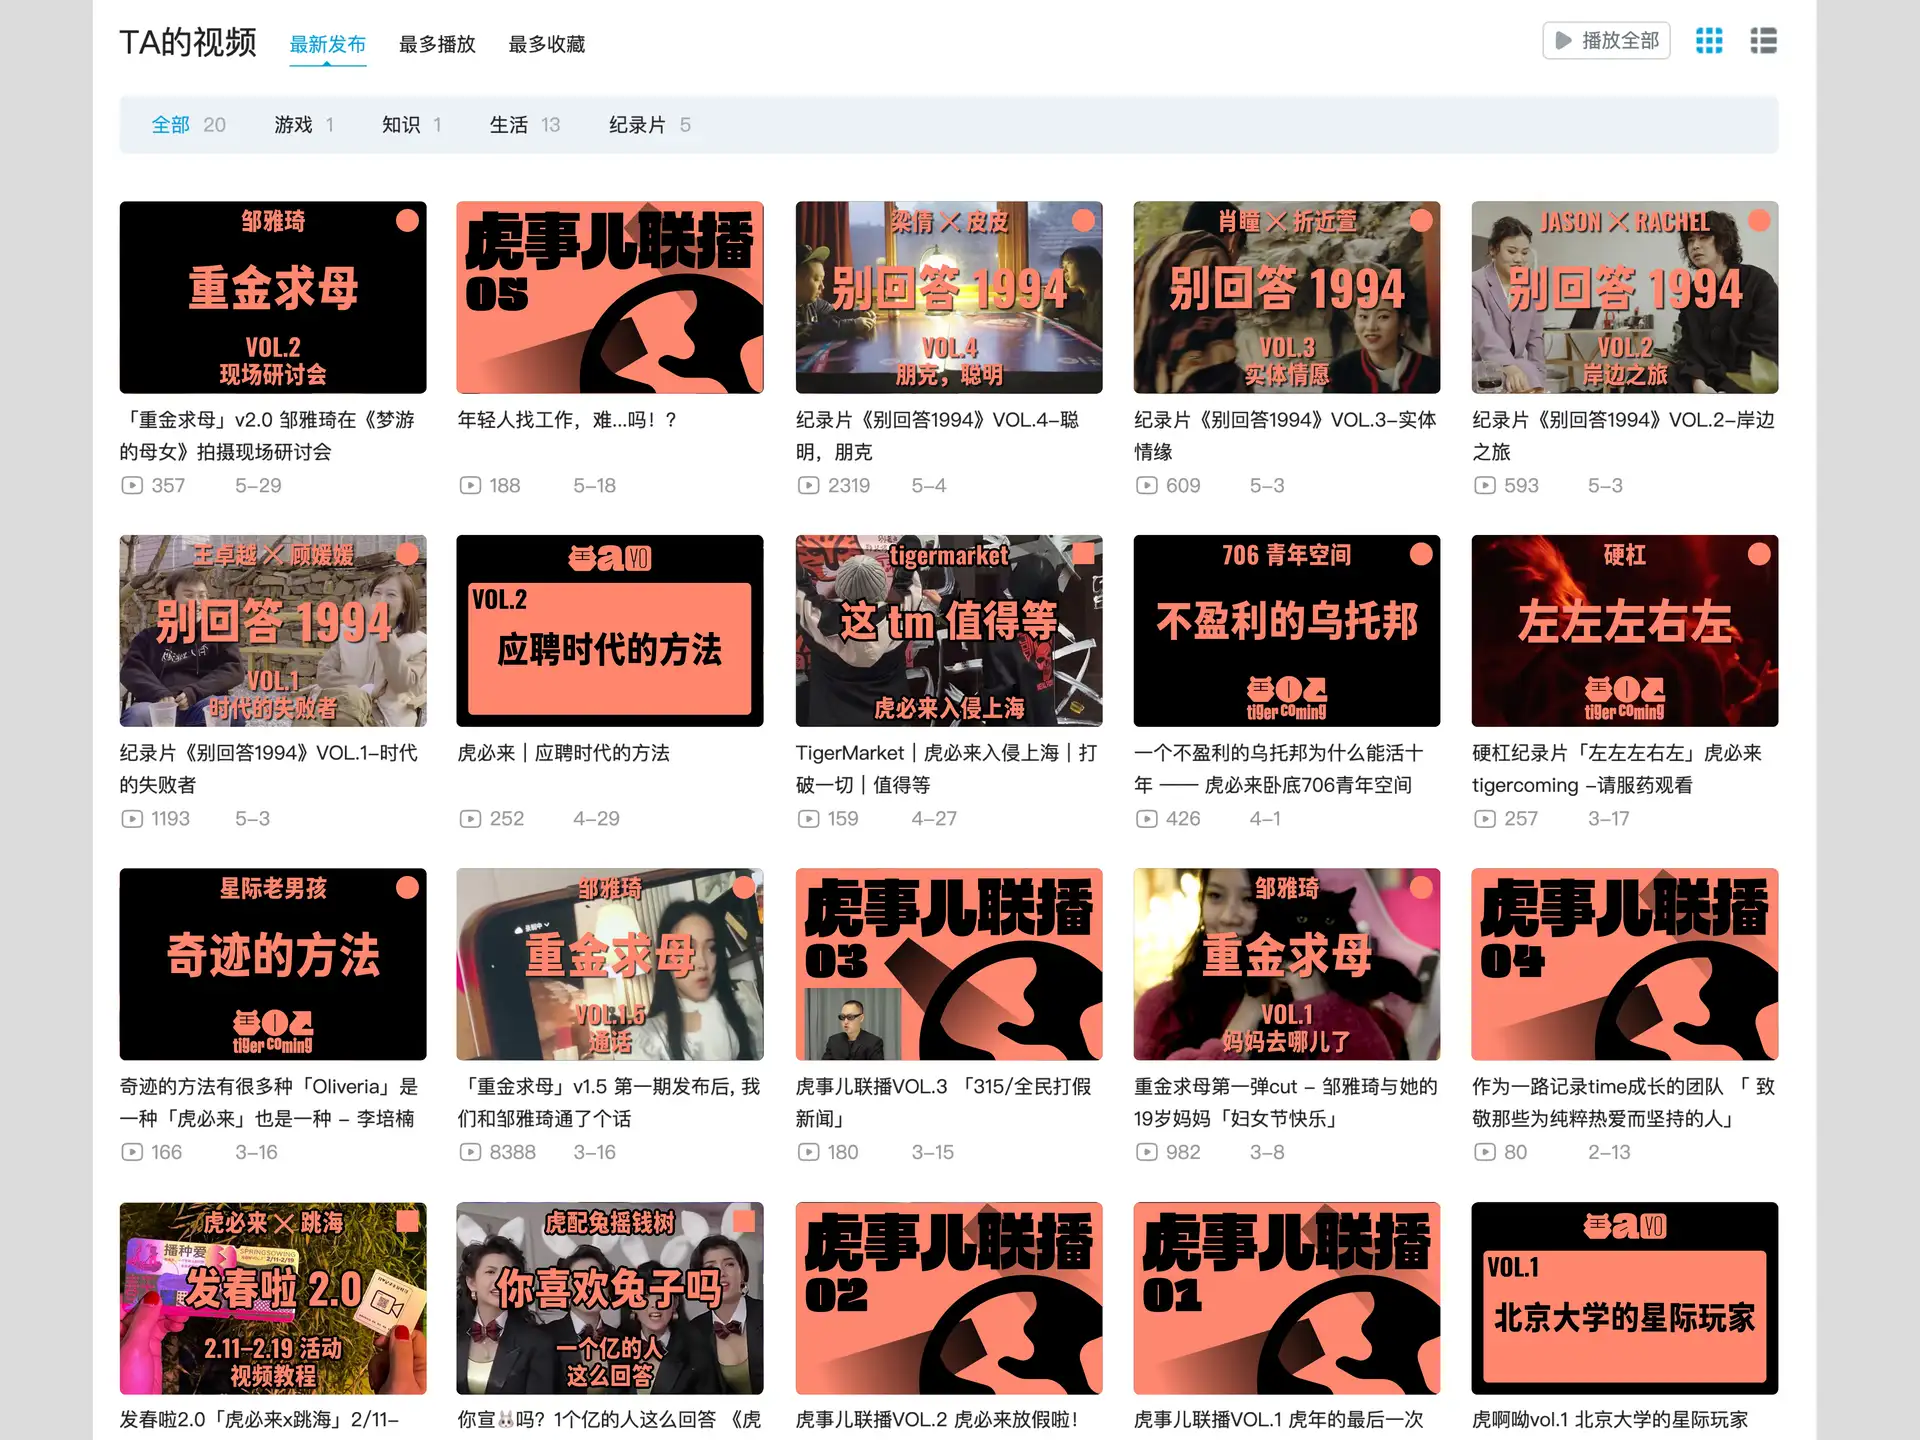 TA的视频
最新发布
最多播放
最多收藏
播放全部
全部 20
游戏 1
知识 1
生活 13
纪录片 5
邹雅琦
重金求母
VOL.2
现场研讨会
「重金求母」v2.0 邹雅琦在《梦游
的母女》拍摄现场研讨会
357 5-29
虎事儿联播
05
年轻人找工作，难...吗！？
188 5-18
梁倩 × 皮皮
别回答 1994
VOL.4
朋克，聪明
纪录片《别回答1994》VOL.4-聪
明，朋克
2319 5-4
肖瞳 × 折近萱
别回答 1994
VOL.3
实体情愿
纪录片《别回答1994》VOL.3-实体
情缘
609 5-3
JASON × RACHEL
别回答 1994
VOL.2
岸边之旅
纪录片《别回答1994》VOL.2-岸边
之旅
593 5-3
王卓越 × 顾媛媛
别回答 1994
VOL.1
时代的失败者
纪录片《别回答1994》VOL.1-时代
的失败者
1193 5-3
VOL.2
应聘时代的方法
虎必来｜应聘时代的方法
252 4-29
tigermarket
这 tm 值得等
虎必来入侵上海
TigerMarket｜虎必来入侵上海｜打
破一切｜值得等
159 4-27
706 青年空间
不盈利的乌托邦
tiger coming
一个不盈利的乌托邦为什么能活十
年 —— 虎必来卧底706青年空间
426 4-1
硬杠
左左左右左
tiger coming
硬杠纪录片「左左左右左」虎必来
tigercoming -请服药观看
257 3-17
星际老男孩
奇迹的方法
tiger coming
奇迹的方法有很多种「Oliveria」是
一种「虎必来」也是一种 - 李培楠
166 3-16
邹雅琦
重金求母
VOL.1.5
通话
「重金求母」v1.5 第一期发布后, 我
们和邹雅琦通了个话
8388 3-16
虎事儿联播
03
虎事儿联播VOL.3 「315/全民打假
新闻」
180 3-15
邹雅琦
重金求母
VOL.1
妈妈去哪儿了
重金求母第一弹cut - 邹雅琦与她的
19岁妈妈「妇女节快乐」
982 3-8
虎事儿联播
04
作为一路记录time成长的团队 「 致
敬那些为纯粹热爱而坚持的人」
80 2-13
虎必来 × 跳海
播种爱
SPRINGSOWING
2/11-2/19
发春啦 2.0
2.11-2.19 活动
视频教程
发春啦2.0「虎必来x跳海」2/11-
虎配兔摇钱树
你喜欢兔子吗
一个亿的人
这么回答
你宣🐰吗？1个亿的人这么回答 《虎
虎事儿联播
02
虎事儿联播VOL.2 虎必来放假啦！
虎事儿联播
01
虎事儿联播VOL.1 虎年的最后一次
VOL.1
北京大学的星际玩家
虎啊呦vol.1 北京大学的星际玩家